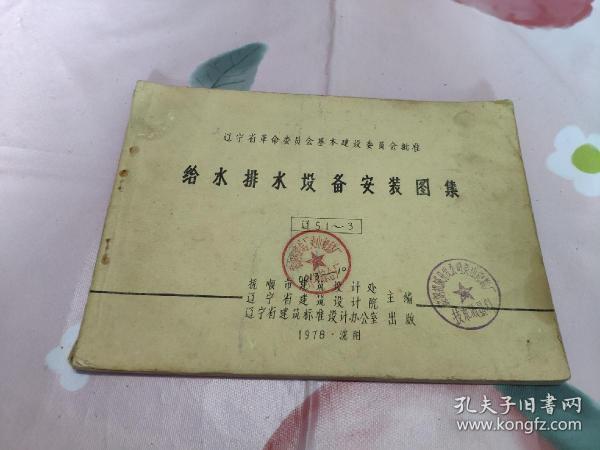 辽宁省革命委员会基本建设委员会批准
给水排水设备安装图集
辽S1～3
抚顺市建筑设计处
辽宁省建筑设计院 主编
辽宁省建筑标准设计办公室 出版
1978·沈阳
孔夫子旧书网
www.kongfz.com